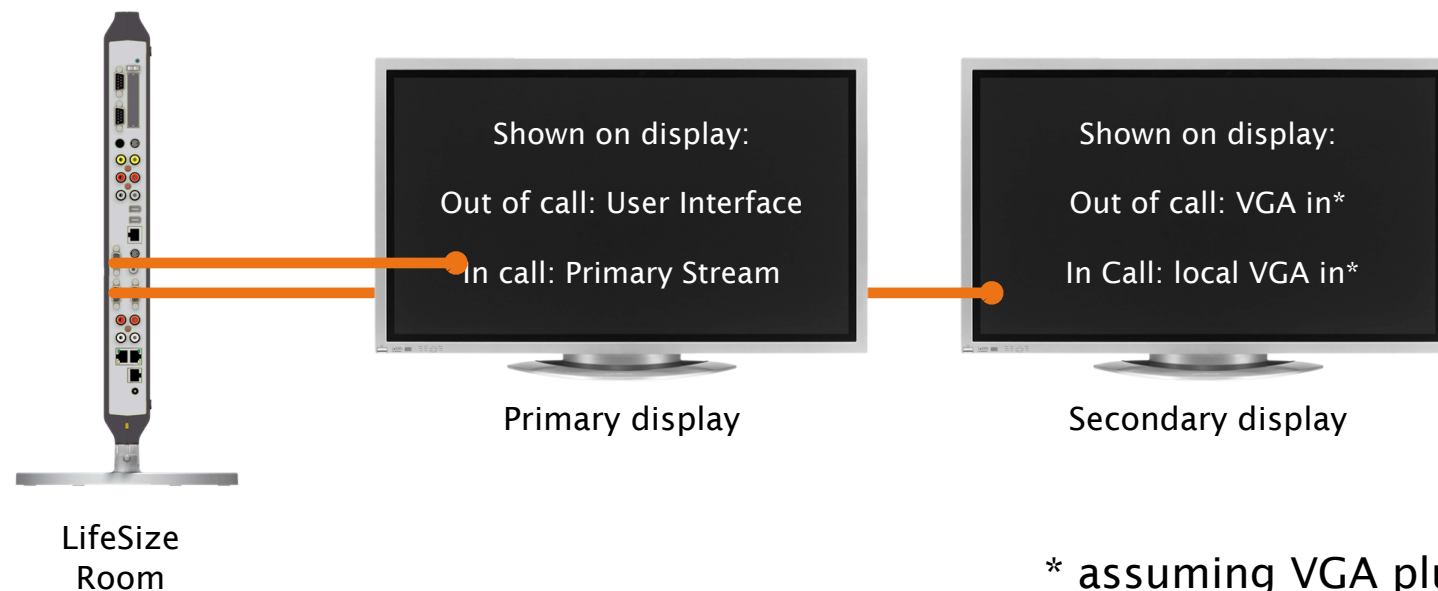 Shown on display:
Out of call: User Interface
In call: Primary Stream
Shown on display:
Out of call: VGA in*
In Call: local VGA in*
Primary display
Secondary display
LifeSize
Room
* assuming VGA